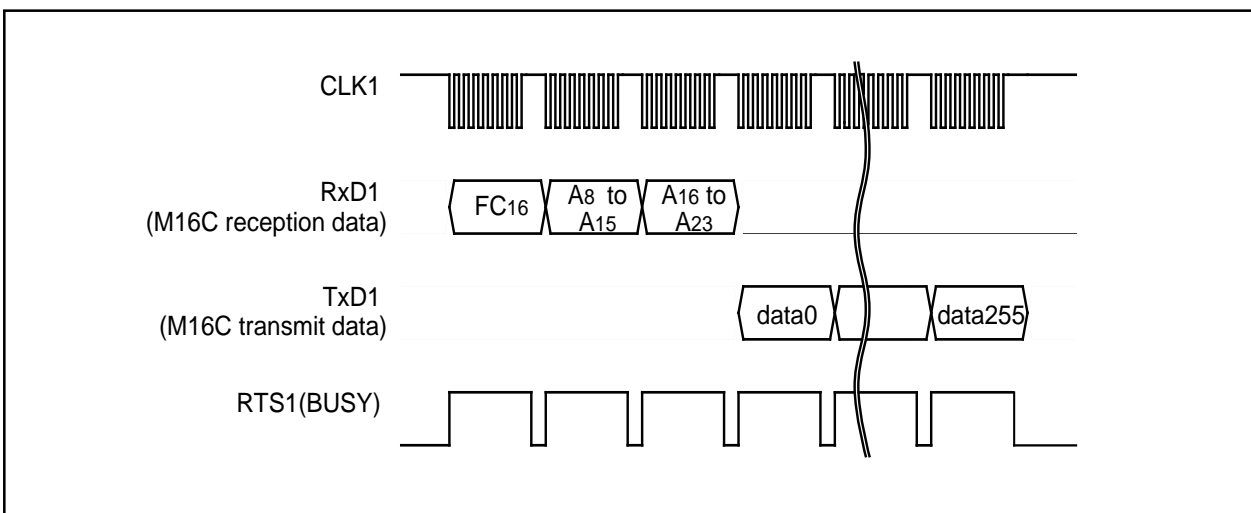 CLK1
RxD1
(M16C reception data)
FC16
A8 to
A15
A16 to
A23
TxD1
(M16C transmit data)
data0
data255
RTS1(BUSY)